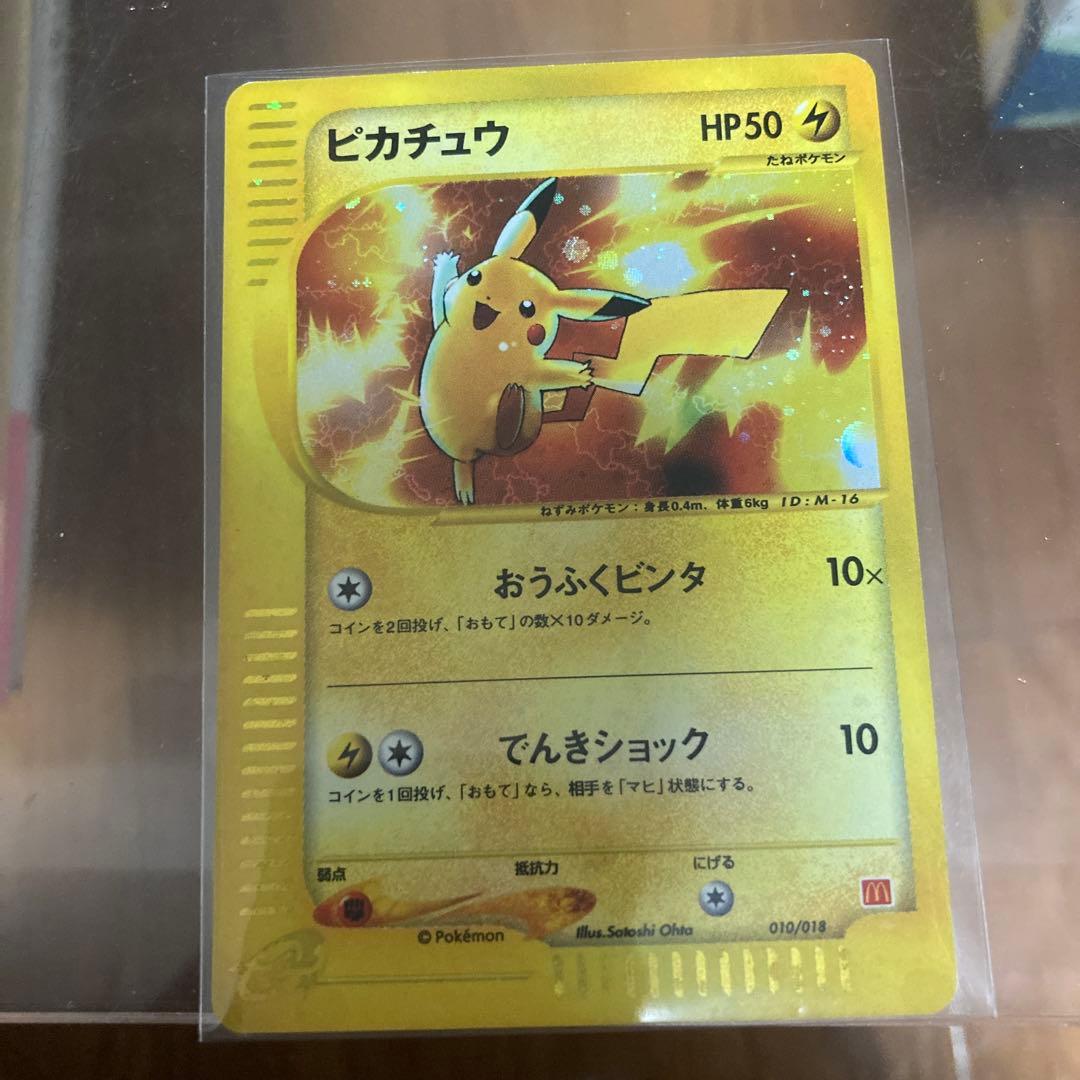 ピカチュウ HP50
たねポケモン
ねずみポケモン:身長0.4m. 体重6kg ID:M-16
おうふくビンタ 10×
コインを2回投げ、「おもて」の数×10ダメージ。
でんきショック 10
コインを1回投げ、「おもて」なら、相手を「マヒ」状態にする。
弱点 抵抗力 にげる
©Pokémon Illus.Satoshi Ohta 010/018